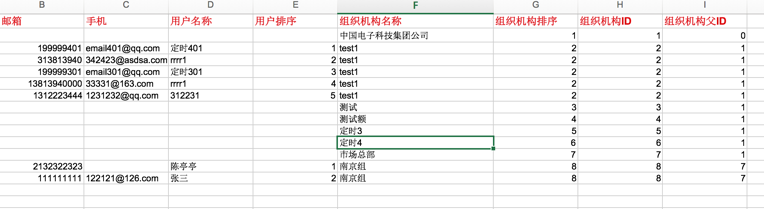 B C D E F G H I
邮箱 手机 用户名称 用户排序 组织机构名称 组织机构排序 组织机构ID 组织机构父ID
中国电子科技集团公司 1 1 0
199999401 email401@qq.com 定时401 1 test1 2 2 1
313813940 342423@asdsa.com rrrr1 2 test1 2 2 1
199999301 email301@qq.com 定时301 3 test1 2 2 1
13813940000 33331@163.com rrrr1 4 test1 2 2 1
1312223444 1231232@qq.com 312231 5 test1 2 2 1
测试 3 3 1
测试额 4 4 1
定时3 5 5 1
定时4 6 6 1
市场总部 7 7 1
2132322323 陈亭亭 1 南京组 8 8 7
111111111 122121@126.com 张三 2 南京组 8 8 7